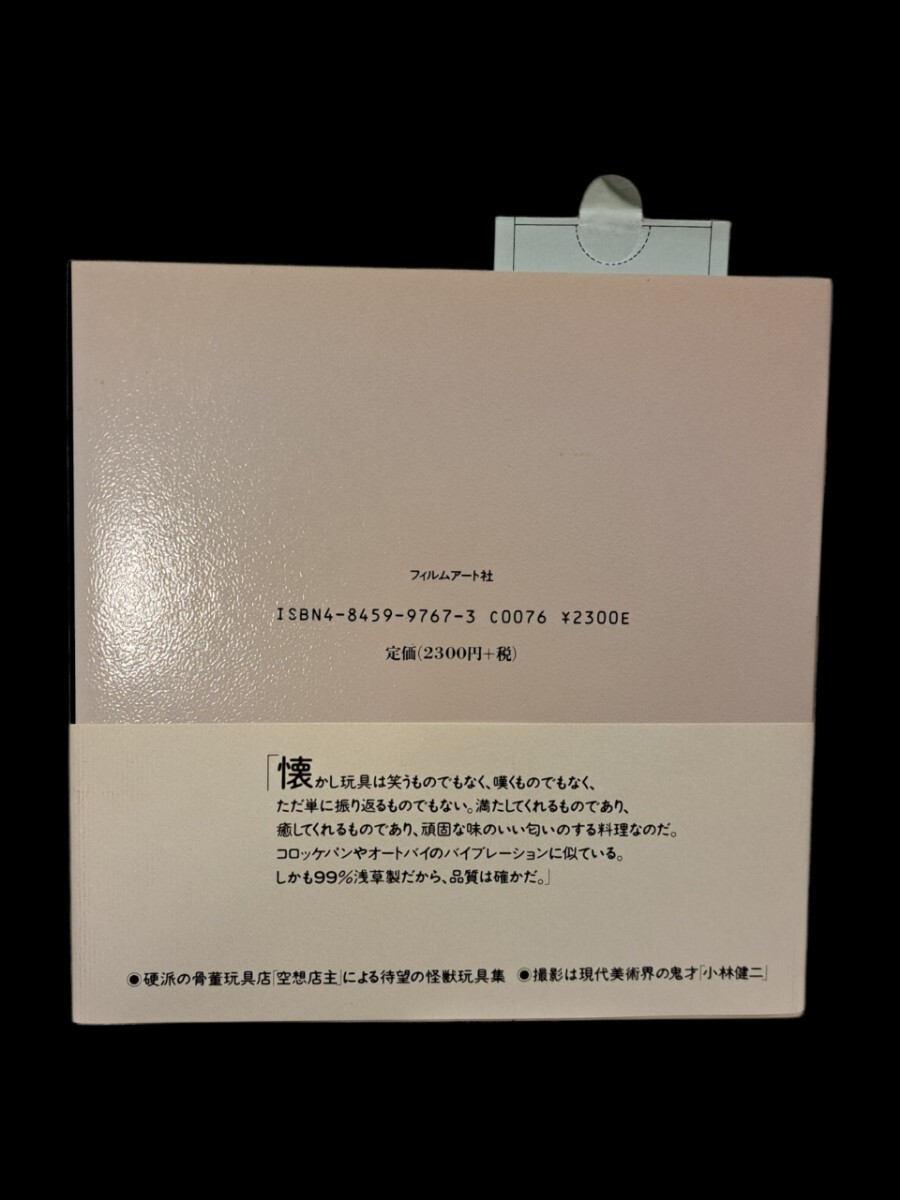 フィルムアート社
ISBN4-8459-9767-3 C0076 ¥2300E
定価(2300円+税)
「懐かし玩具は笑うものでもなく、嘆くものでもなく、
ただ単に振り返るものでもない。満たしてくれるものであり、
癒してくれるものであり、頑固な味のいい匂いのする料理なのだ。
コロッケパンやオートバイのバイブレーションに似ている。
しかも99%浅草製だから、品質は確かだ。」
◉硬派の骨董玩具店「空想店主」による待望の怪獣玩具集 ◉撮影は現代美術界の鬼才「小林健二」